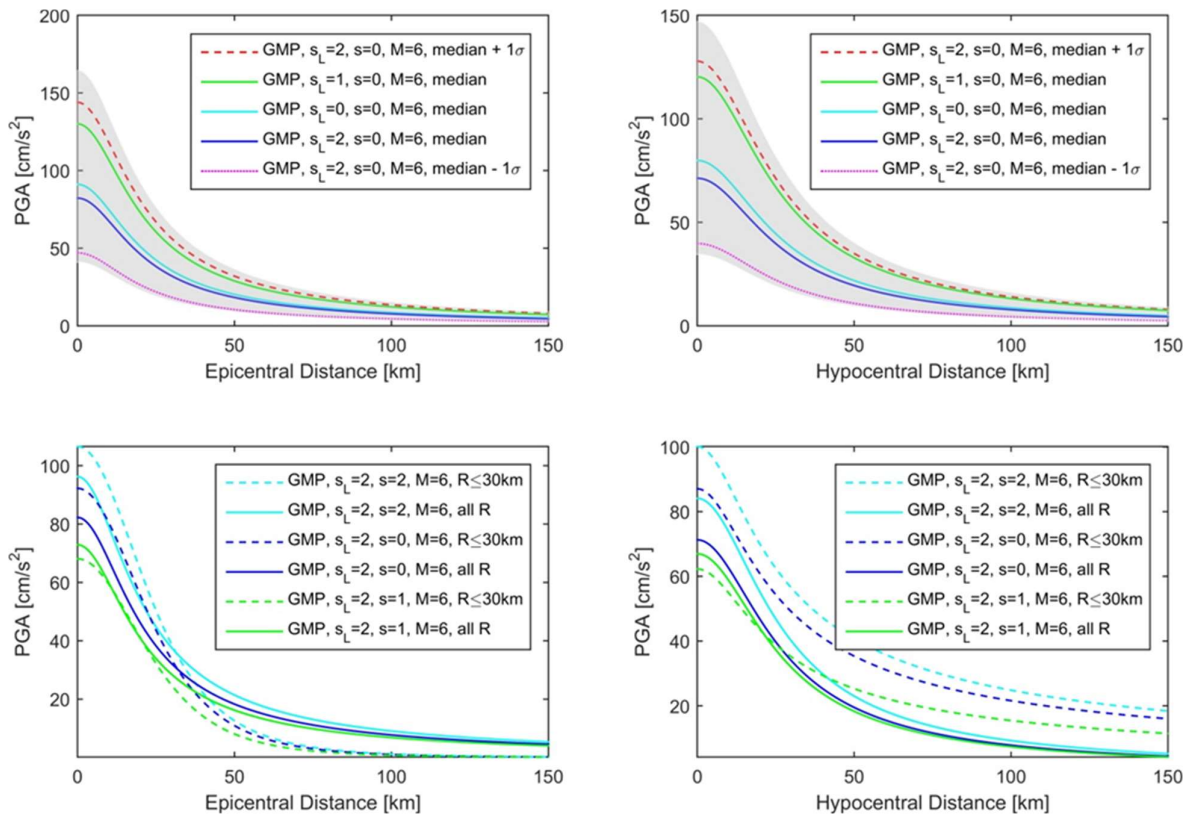 200
150
100
50
0
PGA [cm/s²]
GMP, s_L=2, s=0, M=6, median + 1σ
GMP, s_L=1, s=0, M=6, median
GMP, s_L=0, s=0, M=6, median
GMP, s_L=2, s=0, M=6, median
GMP, s_L=2, s=0, M=6, median - 1σ
0 50 100 150
Epicentral Distance [km]
150
100
50
0
PGA [cm/s²]
GMP, s_L=2, s=0, M=6, median + 1σ
GMP, s_L=1, s=0, M=6, median
GMP, s_L=0, s=0, M=6, median
GMP, s_L=2, s=0, M=6, median
GMP, s_L=2, s=0, M=6, median - 1σ
0 50 100 150
Hypocentral Distance [km]
100
80
60
40
20
PGA [cm/s²]
GMP, s_L=2, s=2, M=6, R≤30km
GMP, s_L=2, s=2, M=6, all R
GMP, s_L=2, s=0, M=6, R≤30km
GMP, s_L=2, s=0, M=6, all R
GMP, s_L=2, s=1, M=6, R≤30km
GMP, s_L=2, s=1, M=6, all R
0 50 100 150
Epicentral Distance [km]
100
80
60
40
20
PGA [cm/s²]
GMP, s_L=2, s=2, M=6, R≤30km
GMP, s_L=2, s=2, M=6, all R
GMP, s_L=2, s=0, M=6, R≤30km
GMP, s_L=2, s=0, M=6, all R
GMP, s_L=2, s=1, M=6, R≤30km
GMP, s_L=2, s=1, M=6, all R
0 50 100 150
Hypocentral Distance [km]